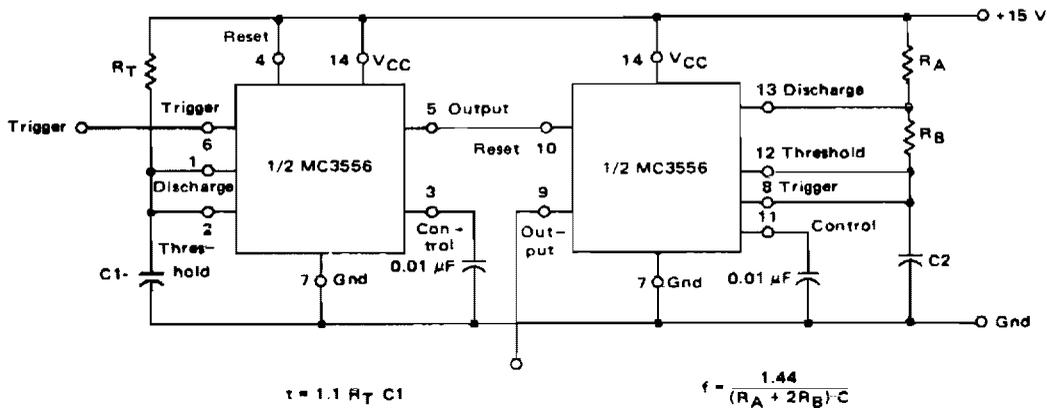 +15 V
Reset
4
14
VCC
14
VCC
RT
RA
13 Discharge
Trigger
Trigger
6
5 Output
Reset
10
RB
1/2 MC3556
1/2 MC3556
12 Threshold
1
Discharge
8 Trigger
2
3
9
11
Control
Con-
trol
Out-
put
Thres-
hold
C1
0.01 µF
7 Gnd
7 Gnd
0.01 µF
C2
Gnd
τ = 1.1 RT C1
f = 1.44
(RA + 2RB) C